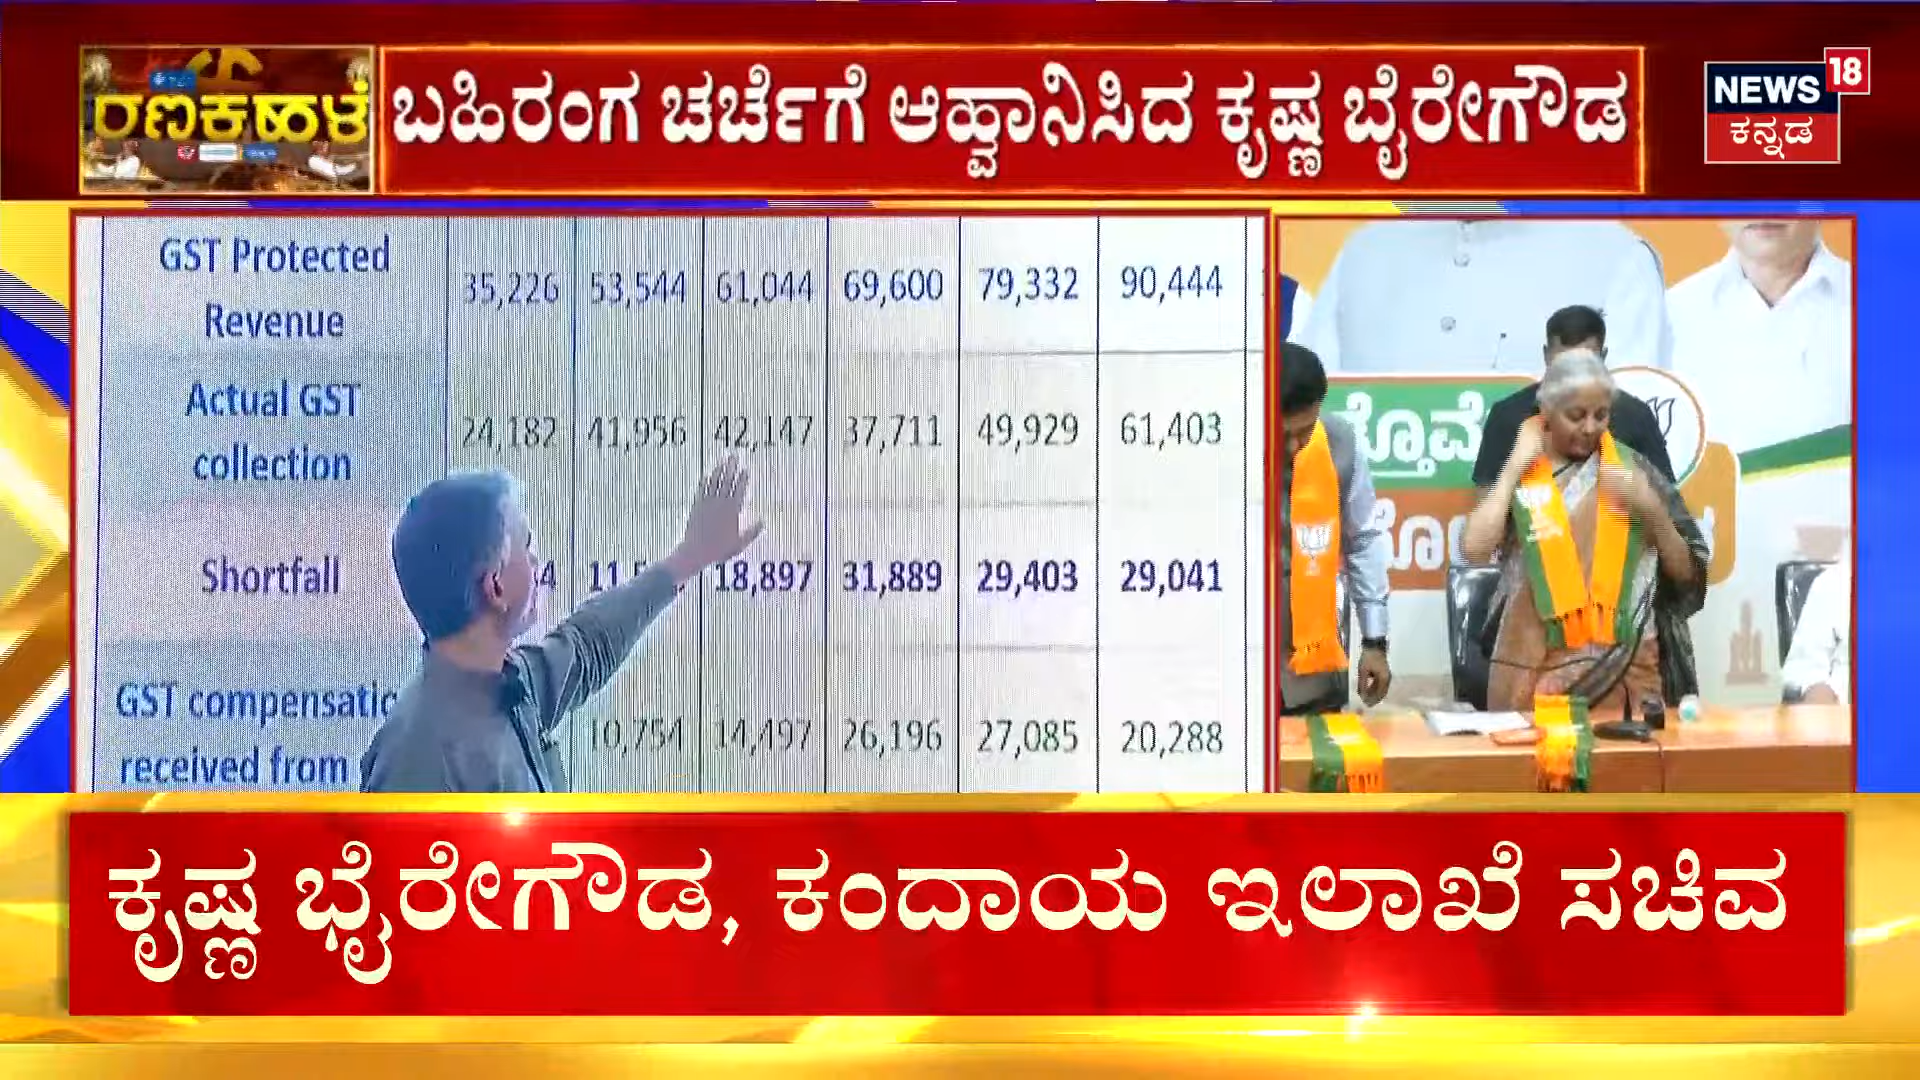 ರಣಕಹಳೆ
ಬಹಿರಂಗ ಚರ್ಚೆಗೆ ಆಹ್ವಾನಿಸಿದ ಕೃಷ್ಣ ಬೈರೇಗೌಡ
NEWS 18
ಕನ್ನಡ
GST Protected
Revenue
35,226 53,544 61,044 69,600 79,332 90,444
Actual GST
collection
24,182 41,956 42,147 37,711 49,929 61,403
Shortfall
18,897 31,889 29,403 29,041
GST compensatic
received from
10,754 14,497 26,196 27,085 20,288
ಕೃಷ್ಣ ಭೈರೇಗೌಡ, ಕಂದಾಯ ಇಲಾಖೆ ಸಚಿವ